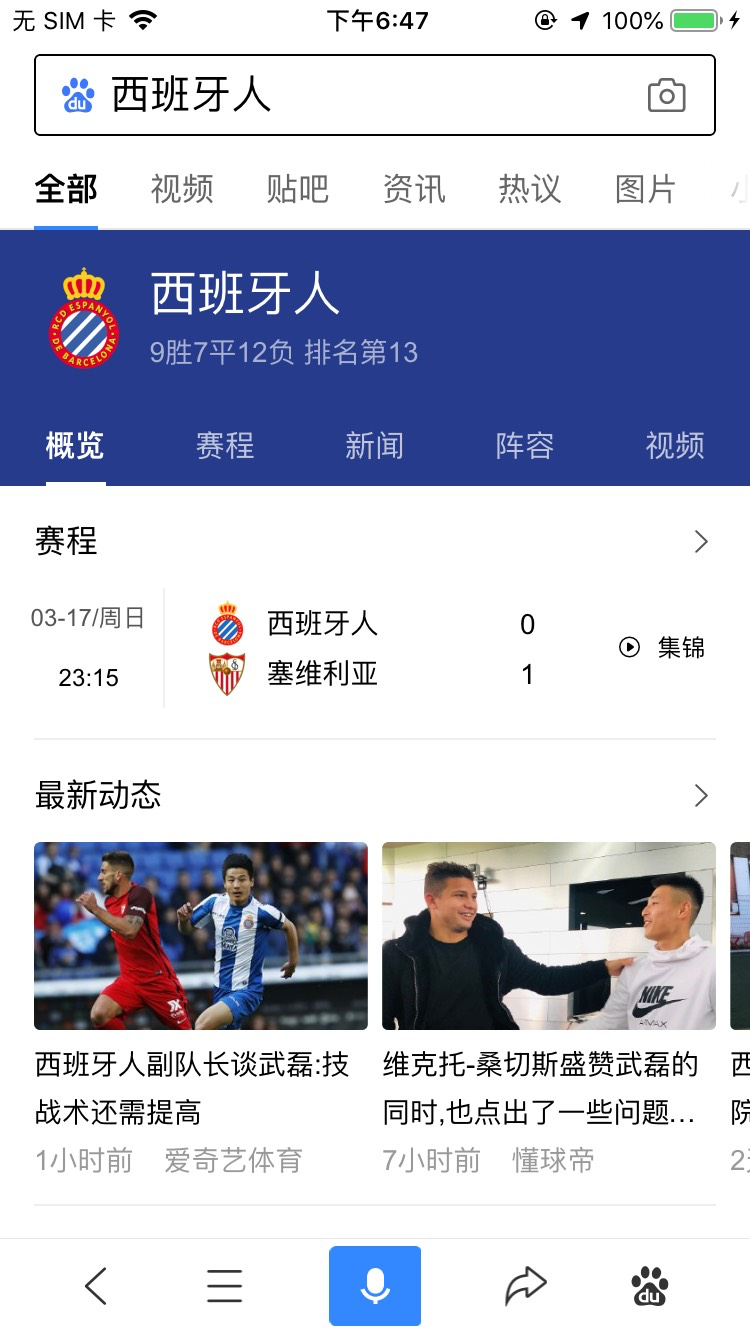 无 SIM 卡
下午6:47
100%
du 西班牙人
全部 视频 贴吧 资讯 热议 图片
RCD ESPANYOL
DE BARCELONA
西班牙人
9胜7平12负 排名第13
概览 赛程 新闻 阵容 视频
赛程
03-17/周日
23:15
西班牙人 0
塞维利亚 1
集锦
最新动态
西班牙人副队长谈武磊:技
战术还需提高
1小时前 爱奇艺体育
NIKE
维克托-桑切斯盛赞武磊的
同时,也点出了一些问题…
7小时前 懂球帝
西
院
du